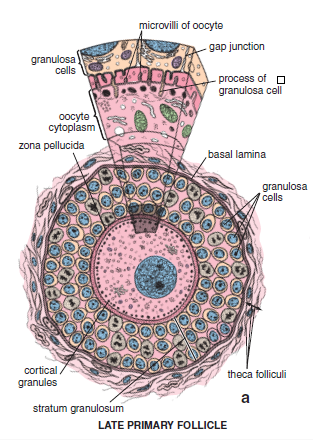 microvilli of oocyte
gap junction
granulosa
cells
process of
granulosa cell
oocyte
cytoplasm
zona pellucida
basal lamina
granulosa
cells
cortical
granules
theca folliculi
a
stratum granulosum
LATE PRIMARY FOLLICLE